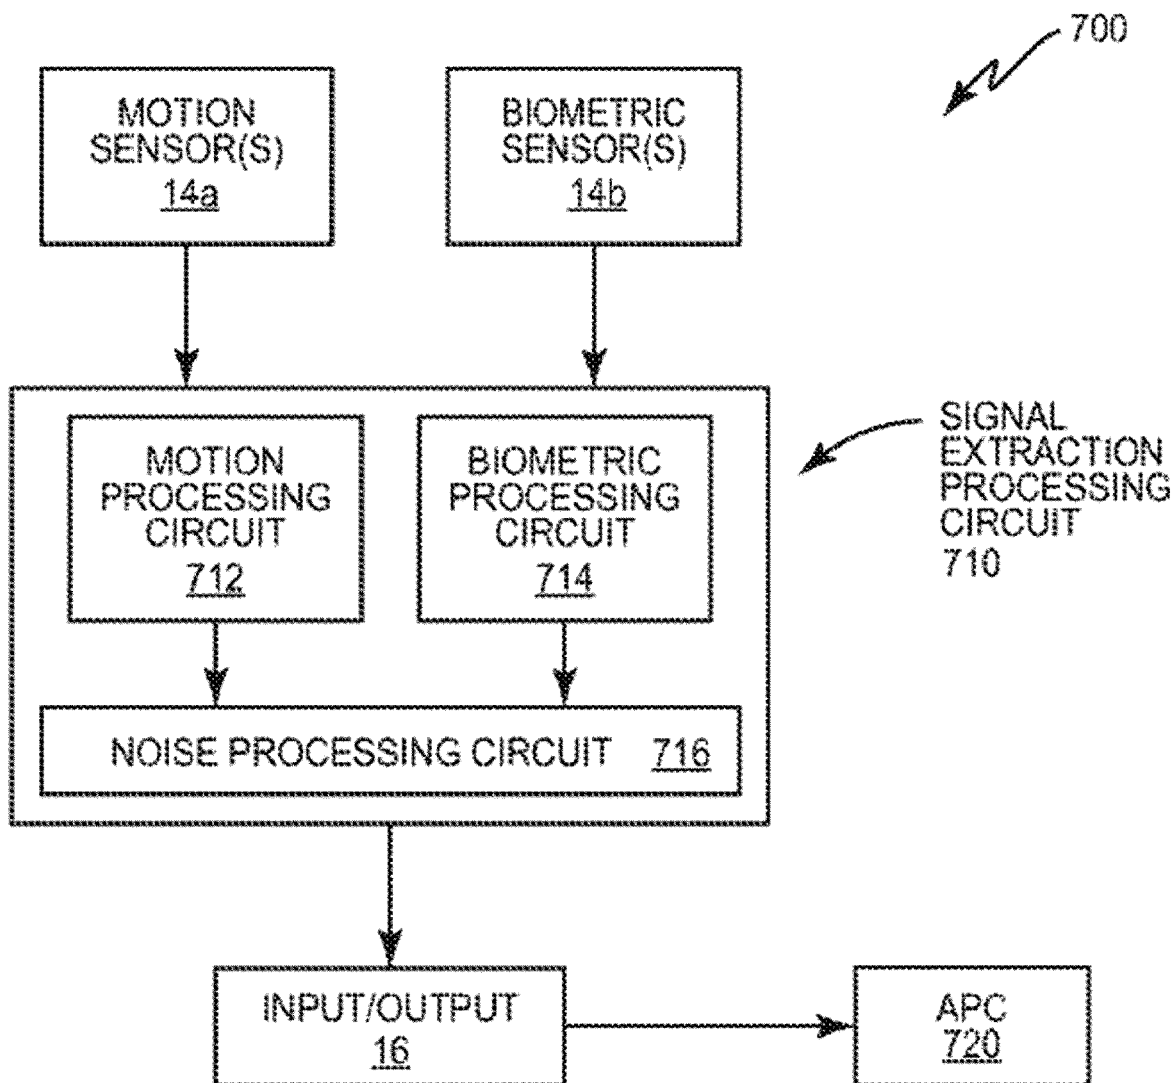 700
MOTION
SENSOR(S)
14a
BIOMETRIC
SENSOR(S)
14b
MOTION
PROCESSING
CIRCUIT
712
BIOMETRIC
PROCESSING
CIRCUIT
714
SIGNAL
EXTRACTION
PROCESSING
CIRCUIT
710
NOISE PROCESSING CIRCUIT 716
INPUT/OUTPUT
16
APC
720